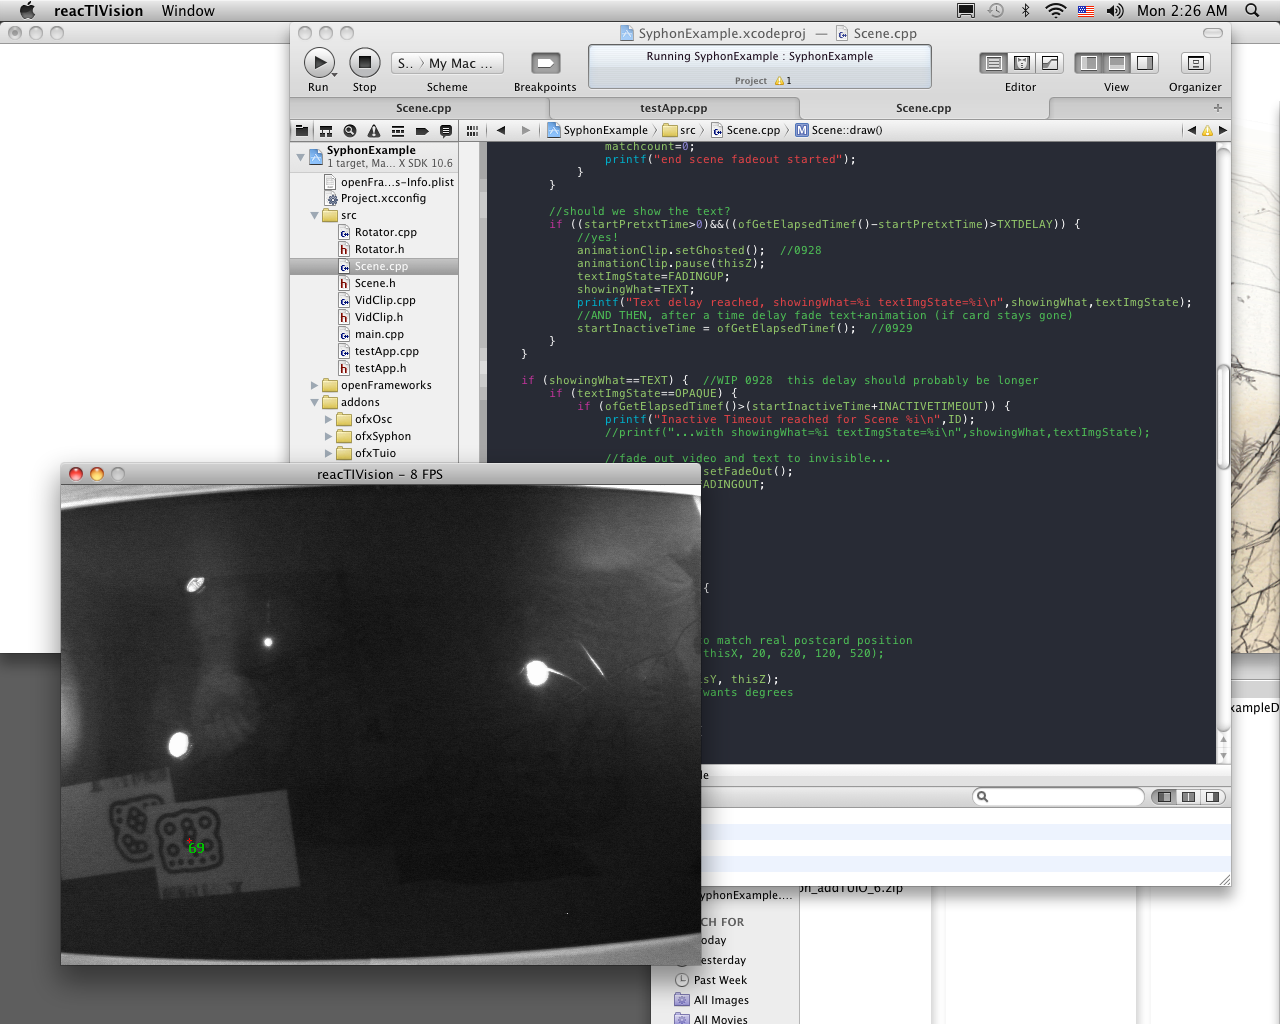 reacTIVision Window Mon 2:26 AM
SyphonExample.xcodeproj — Scene.cpp
S.. My Mac ...
Running SyphonExample : SyphonExample
Project 1
Run Stop Scheme Breakpoints Editor View Organizer
Scene.cpp testApp.cpp Scene.cpp
SyphonExample src Scene.cpp M Scene::draw()
SyphonExample
1 target, Ma... X SDK 10.6
openFra...s-Info.plist
Project.xcconfig
src
Rotator.cpp
h Rotator.h
Scene.cpp
h Scene.h
VidClip.cpp
h VidClip.h
main.cpp
testApp.cpp
h testApp.h
openFrameworks
addons
ofxOsc
ofxSyphon
ofxTuio
matchcount=0;
printf("end scene fadeout started");
}
}
//should we show the text?
if ((startPretxtTime>0)&&((ofGetElapsedTimef()-startPretxtTime)>TXTDELAY)) {
//yes!
animationClip.setGhosted(); //0928
animationClip.pause(thisZ);
textImgState=FADINGUP;
showingWhat=TEXT;
printf("Text delay reached, showingWhat=%i textImgState=%i\n",showingWhat,textImgState);
//AND THEN, after a time delay fade text+animation (if card stays gone)
startInactiveTime = ofGetElapsedTimef(); //0929
}
}
if (showingWhat==TEXT) { //WIP 0928 this delay should probably be longer
if (textImgState==OPAQUE) {
if (ofGetElapsedTimef()>(startInactiveTime+INACTIVETIMEOUT)) {
printf("Inactive Timeout reached for Scene %i\n",ID);
//printf("...with showingWhat=%i textImgState=%i\n",showingWhat,textImgState);
//fade out video and text to invisible...
setFadeOut();
ADINGOUT;
{
o match real postcard position
thisX, 20, 620, 120, 520);
sY, thisZ);
wants degrees
reacTIVision - 8 FPS
69
le
xampleD
on_addTUIO_6.zip
yphonExample....
CH FOR
oday
esterday
Past Week
All Images
All Movies